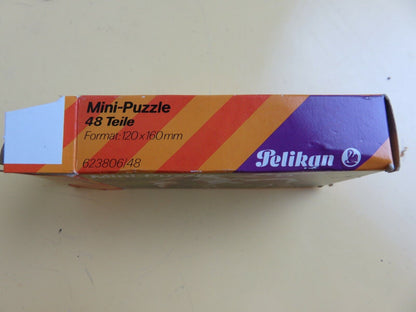 Mini-Puzzle
48 Teile
Format: 120 x 160 mm
623806/48
Pelikan